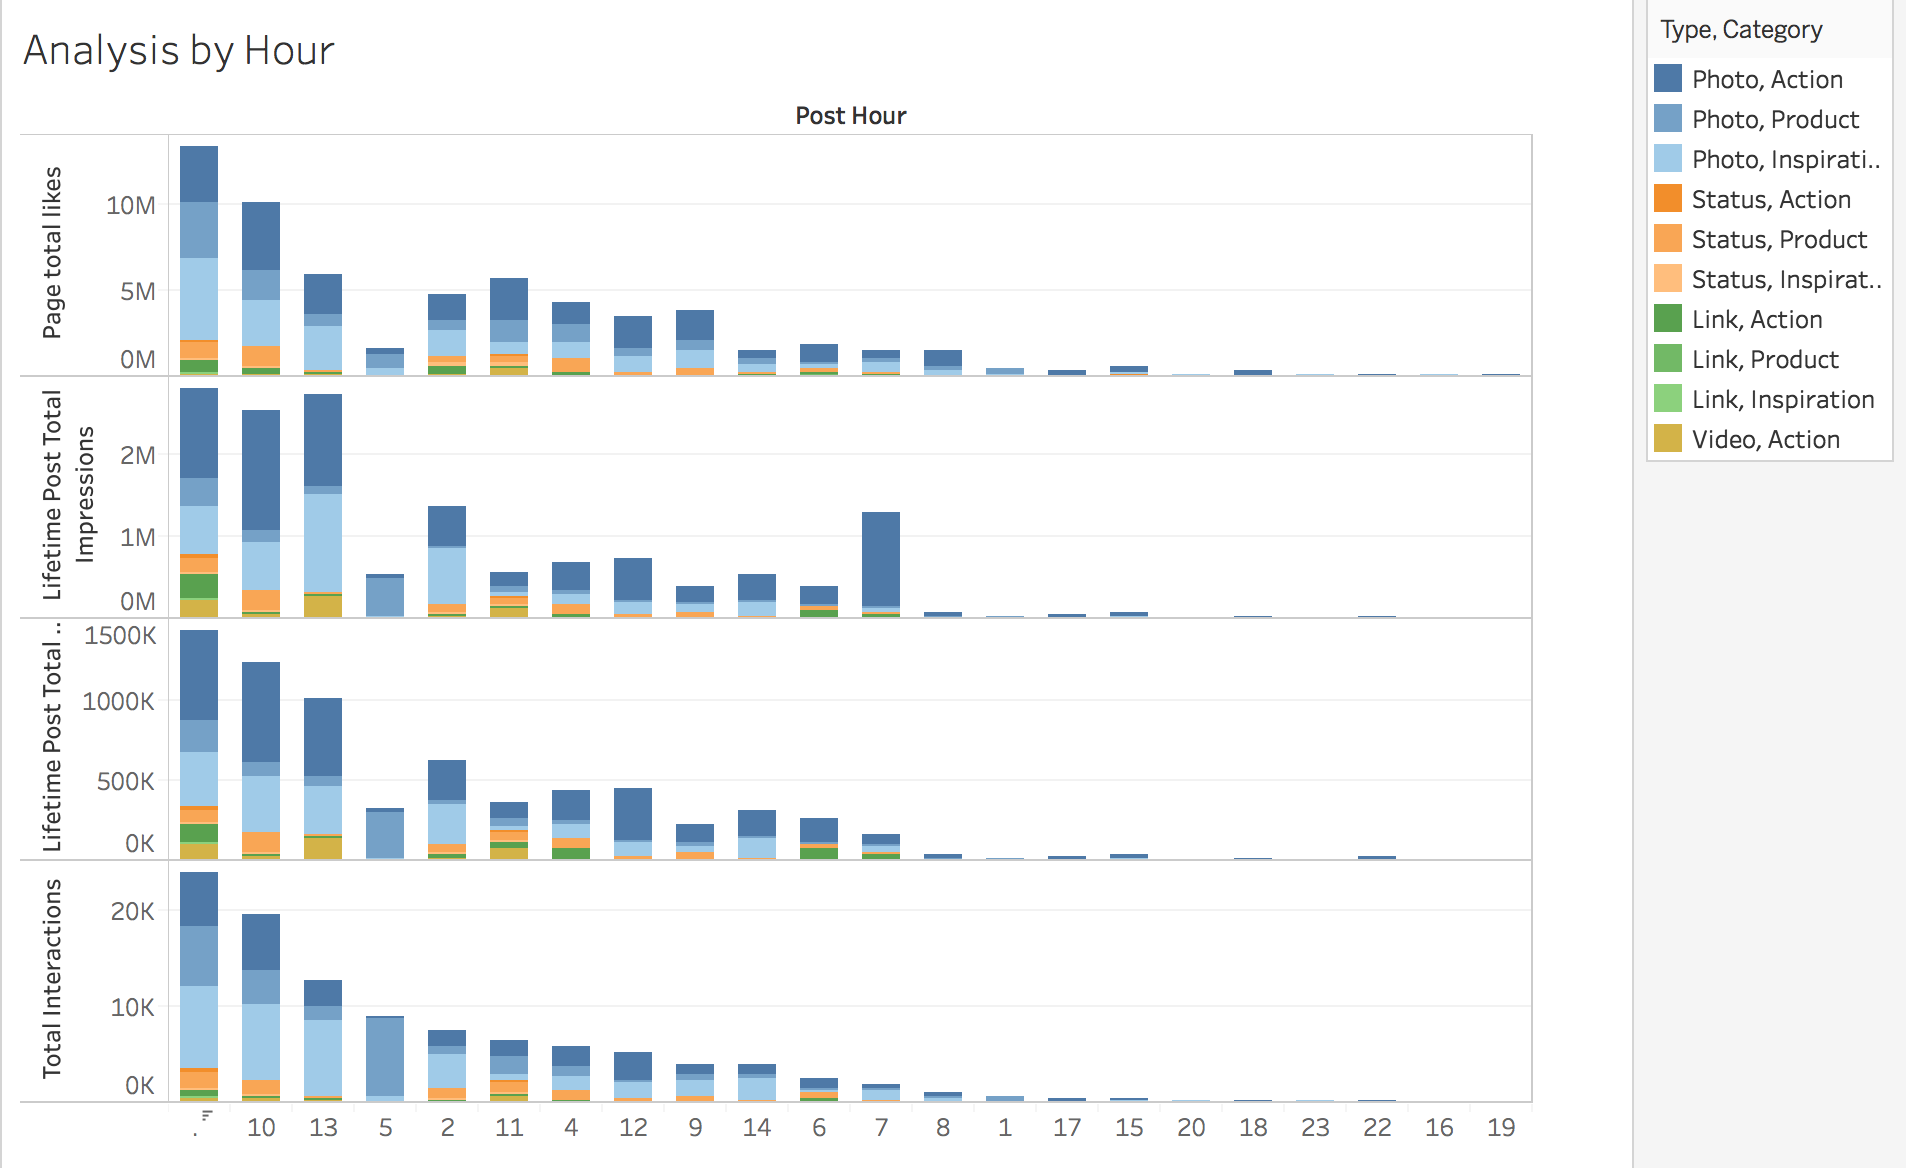 Analysis by Hour
Post Hour
Page total likes
10M
5M
0M
Lifetime Post Total
Impressions
2M
1M
0M
Lifetime Post Total ..
1500K
1000K
500K
0K
Total Interactions
20K
10K
0K
. 10 13 5 2 11 4 12 9 14 6 7 8 1 17 15 20 18 23 22 16 19
Type, Category
Photo, Action
Photo, Product
Photo, Inspirati..
Status, Action
Status, Product
Status, Inspirat..
Link, Action
Link, Product
Link, Inspiration
Video, Action